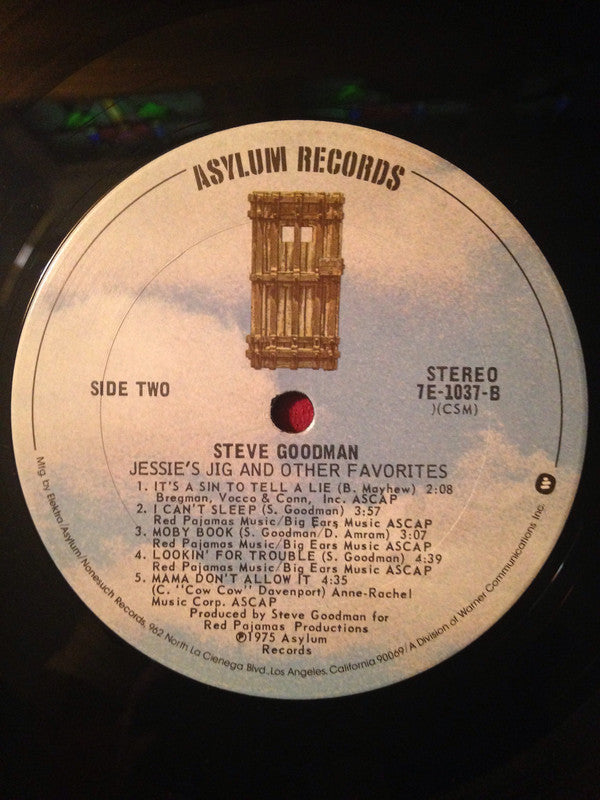 ASYLUM RECORDS
SIDE TWO
STEREO
7E-1037-B
)(CSM)
STEVE GOODMAN
JESSIE'S JIG AND OTHER FAVORITES
1. IT'S A SIN TO TELL A LIE (B. Mayhew) 2:08
Bregman, Vocco & Conn, Inc. ASCAP
2. I CAN'T SLEEP (S. Goodman) 3:57
Red Pajamas Music/Big Ears Music ASCAP
3. MOBY BOOK (S. Goodman/D. Amram) 3:07
Red Pajamas Music/Big Ears Music ASCAP
4. LOOKIN' FOR TROUBLE (S. Goodman) 4:39
Red Pajamas Music/Big Ears Music ASCAP
5. MAMA DON'T ALLOW IT 4:35
(C. "Cow Cow" Davenport) Anne-Rachel
Music Corp. ASCAP
Produced by Steve Goodman for
Red Pajamas Productions
℗1975 Asylum
Records
Mfg. by Elektra/Asylum/Nonesuch Records, 962 North La Cienega Blvd., Los Angeles, California 90069/A Division of Warner Communications Inc.